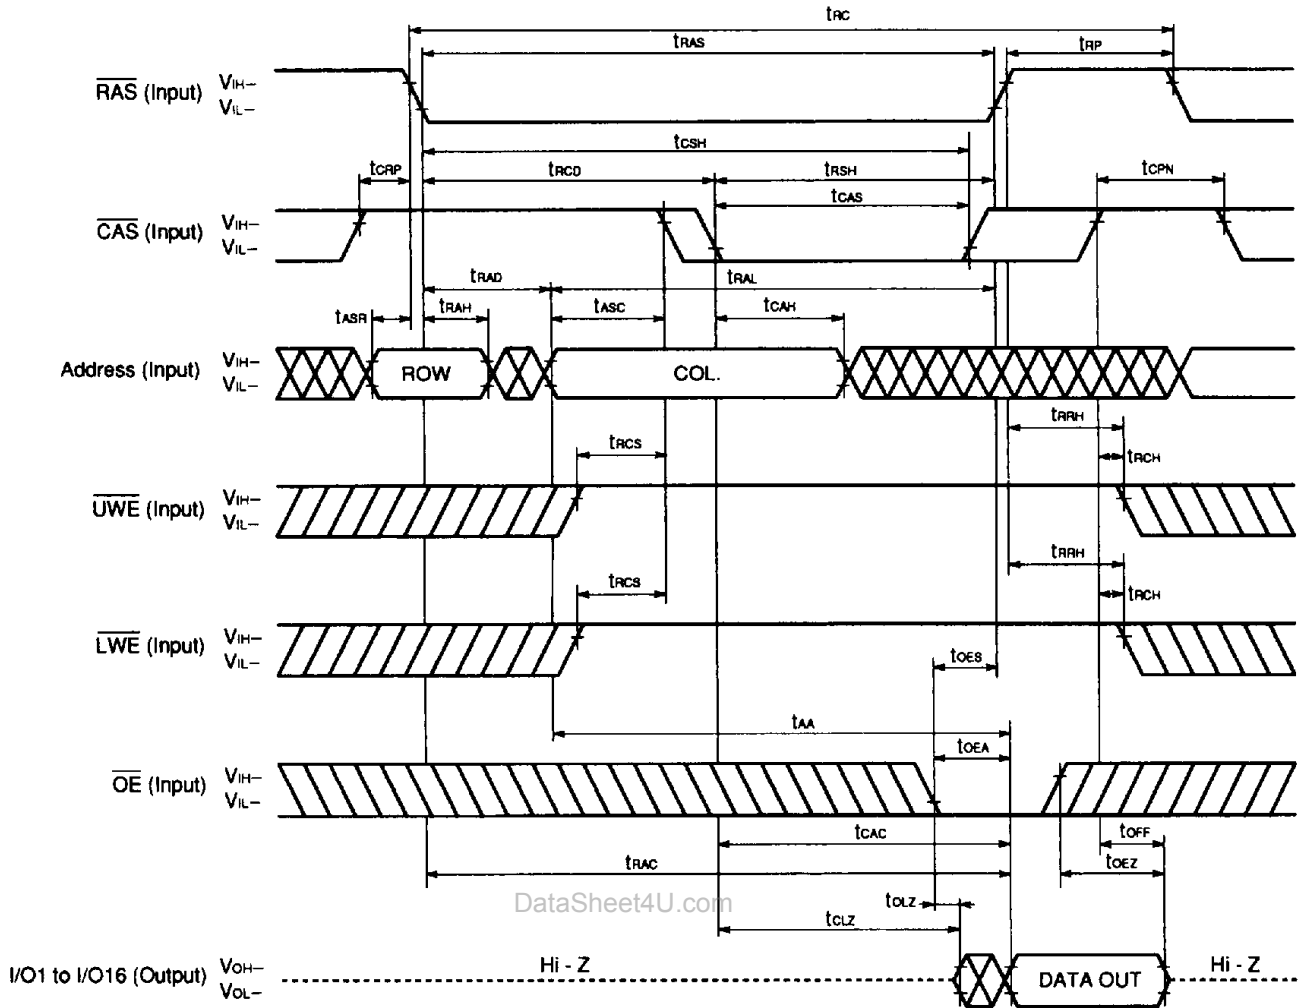 tRC
tRAS
tRP
RAS (Input) VIH–
VIL–
tCSH
tCRP
tRCD
tRSH
tCPN
tCAS
CAS (Input) VIH–
VIL–
tRAD
tRAL
tASR
tRAH
tASC
tCAH
Address (Input) VIH–
VIL–
ROW
COL.
tRRH
tRCS
tRCH
UWE (Input) VIH–
VIL–
tRRH
tRCS
tRCH
LWE (Input) VIH–
VIL–
tOES
tAA
tOEA
OE (Input) VIH–
VIL–
tCAC
tOFF
tRAC
tOEZ
DataSheet4U.com
tOLZ
tCLZ
I/O1 to I/O16 (Output) VOH–
VOL–
Hi - Z
DATA OUT
Hi - Z